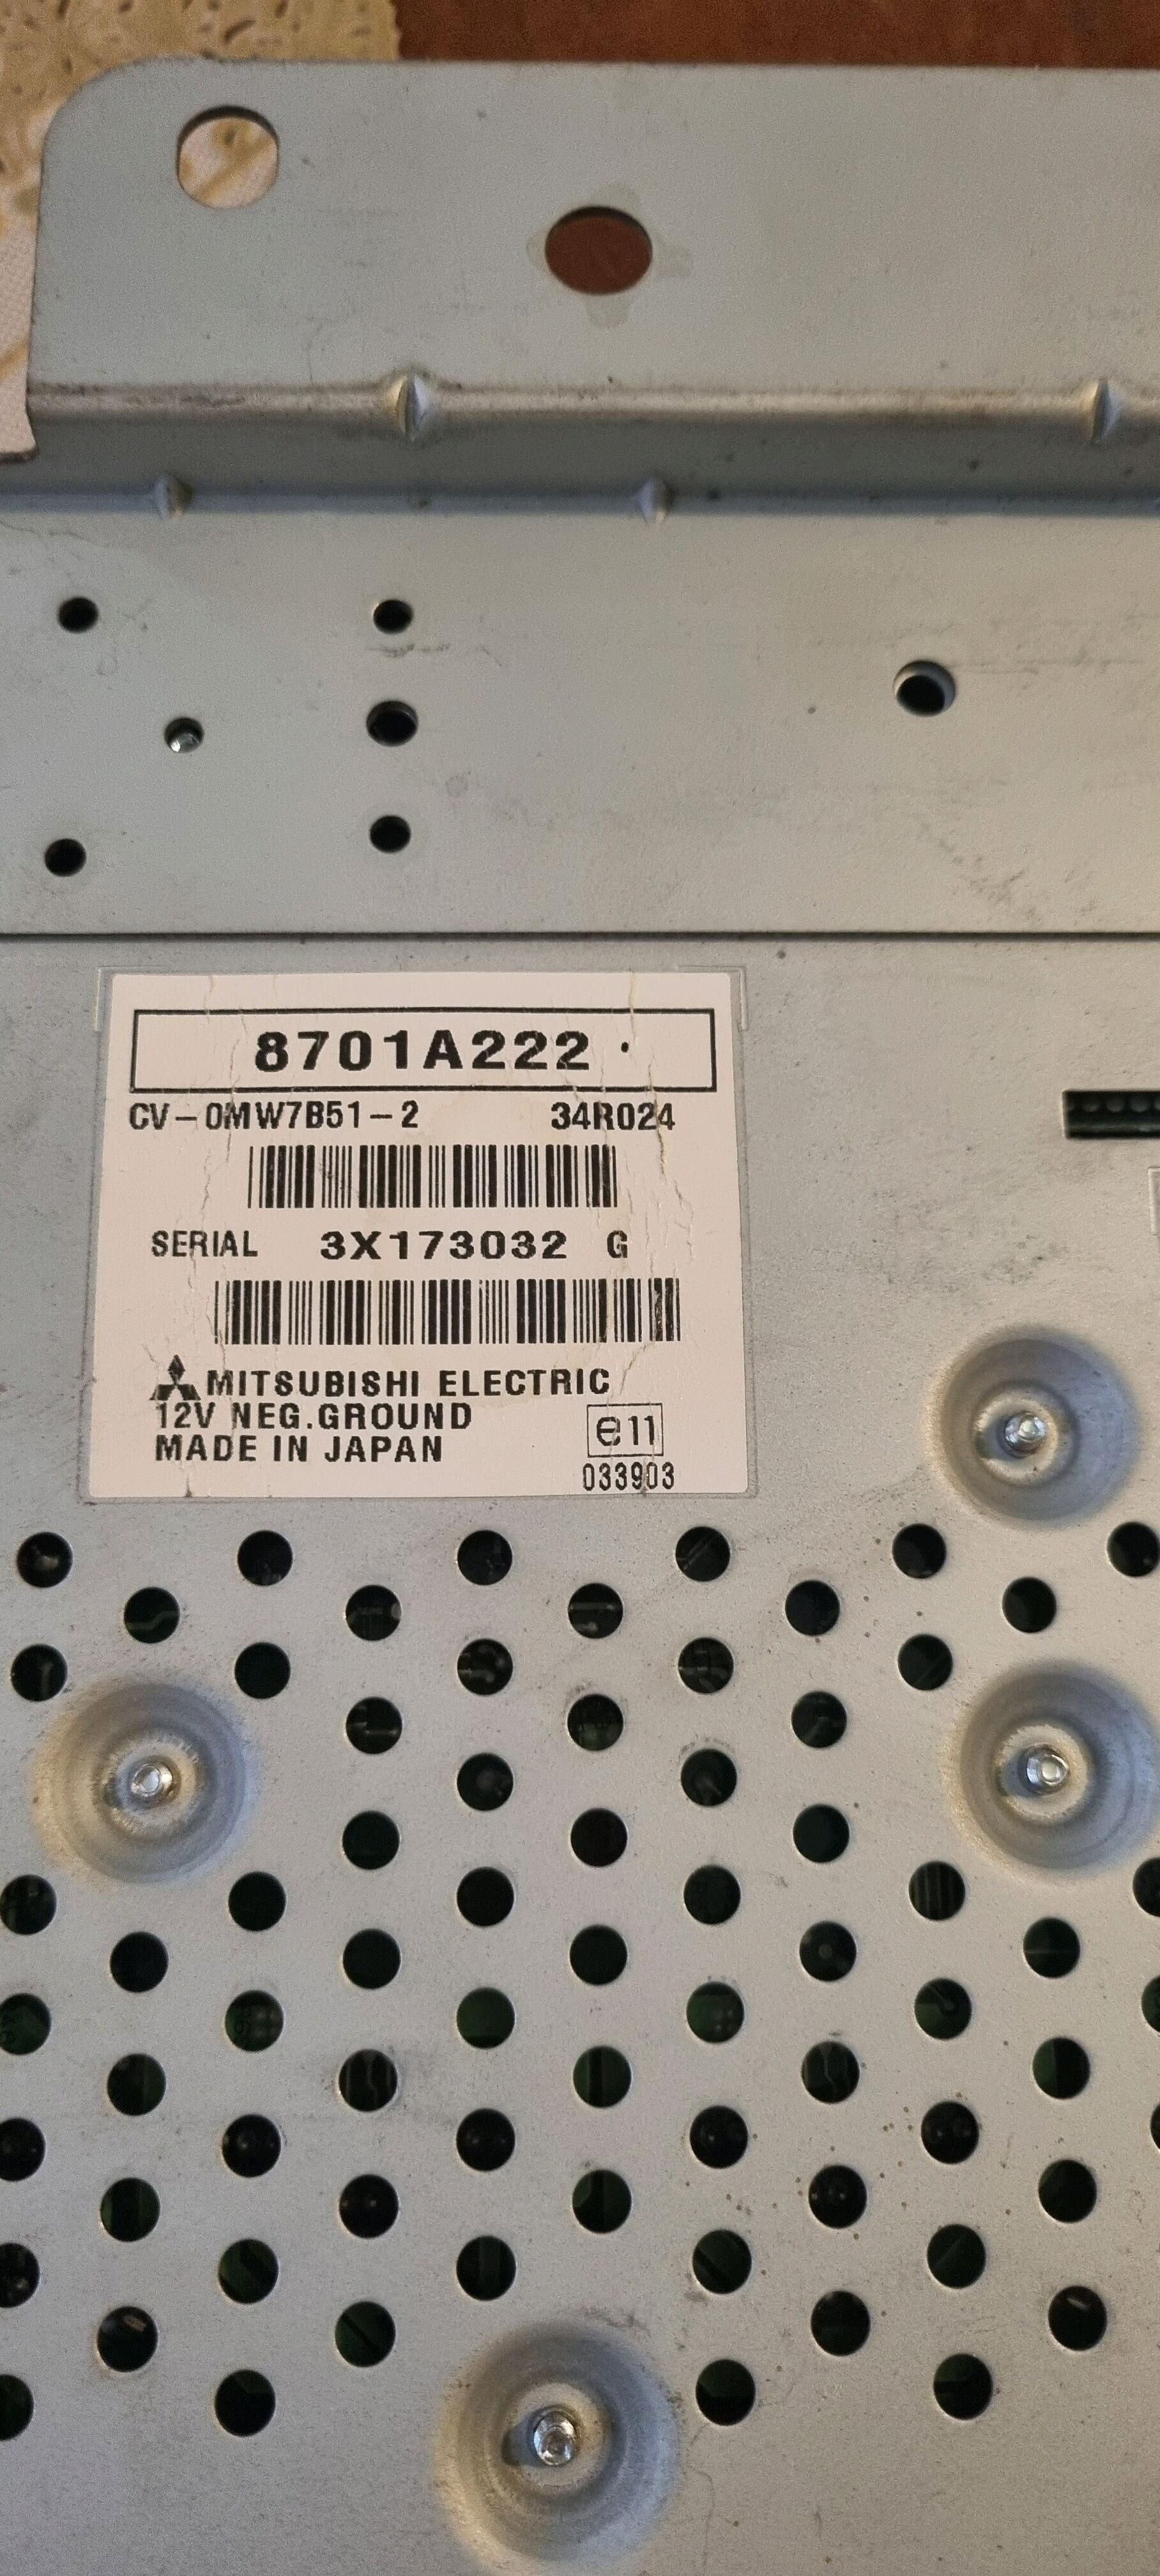 8701A222 ·
CV-0MW7B51-2 34R024
SERIAL 3X173032 G
MITSUBISHI ELECTRIC
12V NEG.GROUND
MADE IN JAPAN
e11
033903